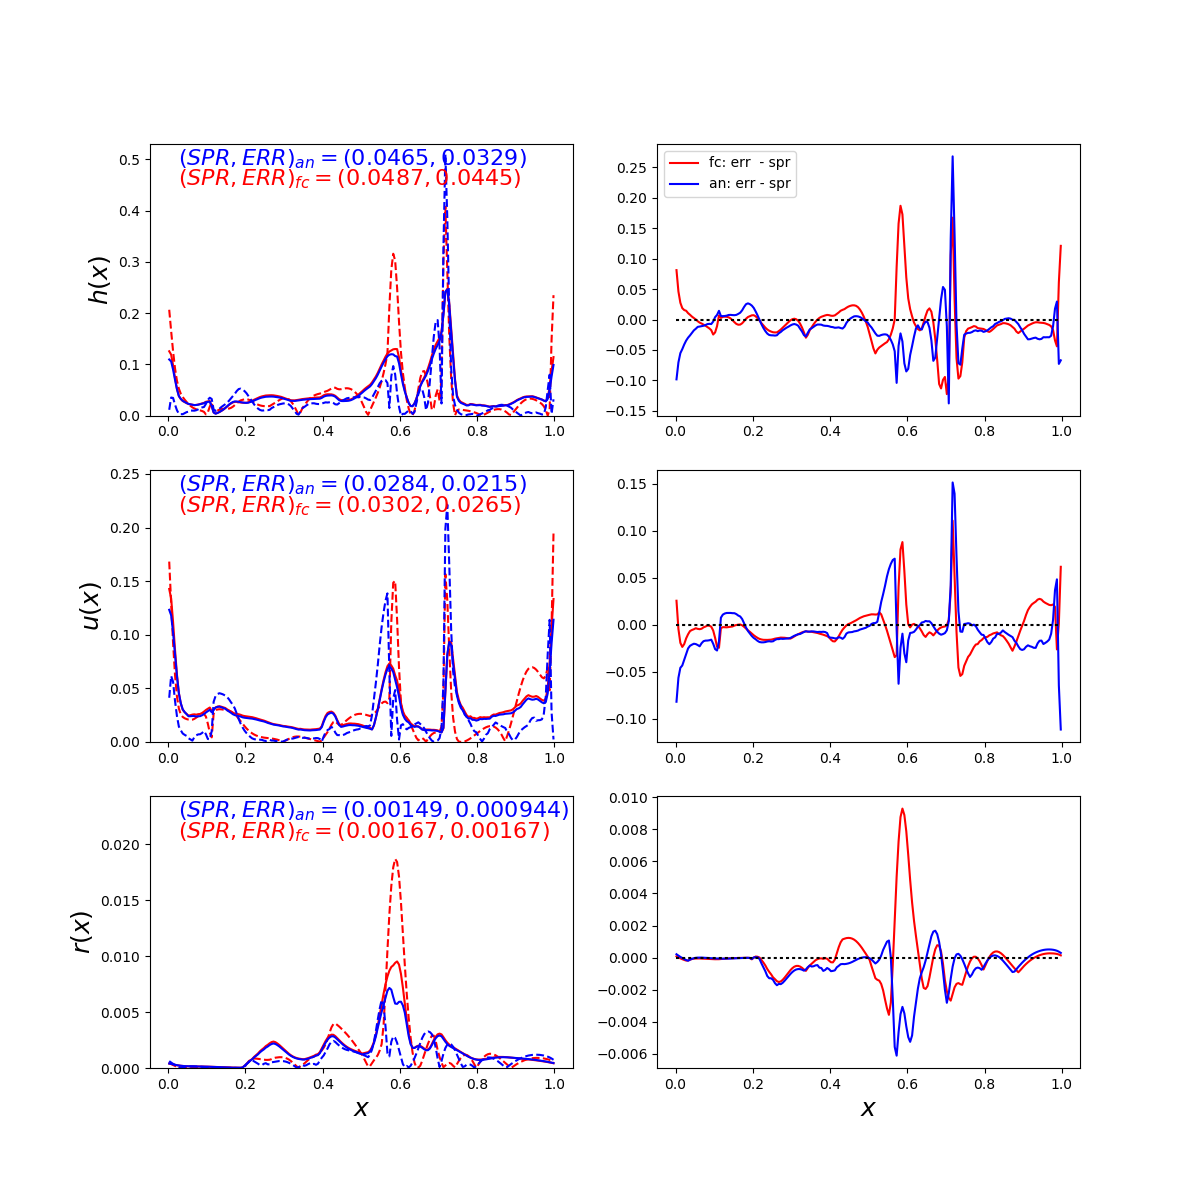 (SPR, ERR)an = (0.0465, 0.0329)
(SPR, ERR)fc = (0.0487, 0.0445)
h(x)
0.5
0.4
0.3
0.2
0.1
0.0
0.0 0.2 0.4 0.6 0.8 1.0
fc: err - spr
an: err - spr
0.25
0.20
0.15
0.10
0.05
0.00
−0.05
−0.10
−0.15
0.0 0.2 0.4 0.6 0.8 1.0
(SPR, ERR)an = (0.0284, 0.0215)
(SPR, ERR)fc = (0.0302, 0.0265)
u(x)
0.25
0.20
0.15
0.10
0.05
0.00
0.0 0.2 0.4 0.6 0.8 1.0
0.15
0.10
0.05
0.00
−0.05
−0.10
0.0 0.2 0.4 0.6 0.8 1.0
(SPR, ERR)an = (0.00149, 0.000944)
(SPR, ERR)fc = (0.00167, 0.00167)
r(x)
0.020
0.015
0.010
0.005
0.000
0.0 0.2 0.4 0.6 0.8 1.0
x
0.010
0.008
0.006
0.004
0.002
0.000
−0.002
−0.004
−0.006
0.0 0.2 0.4 0.6 0.8 1.0
x